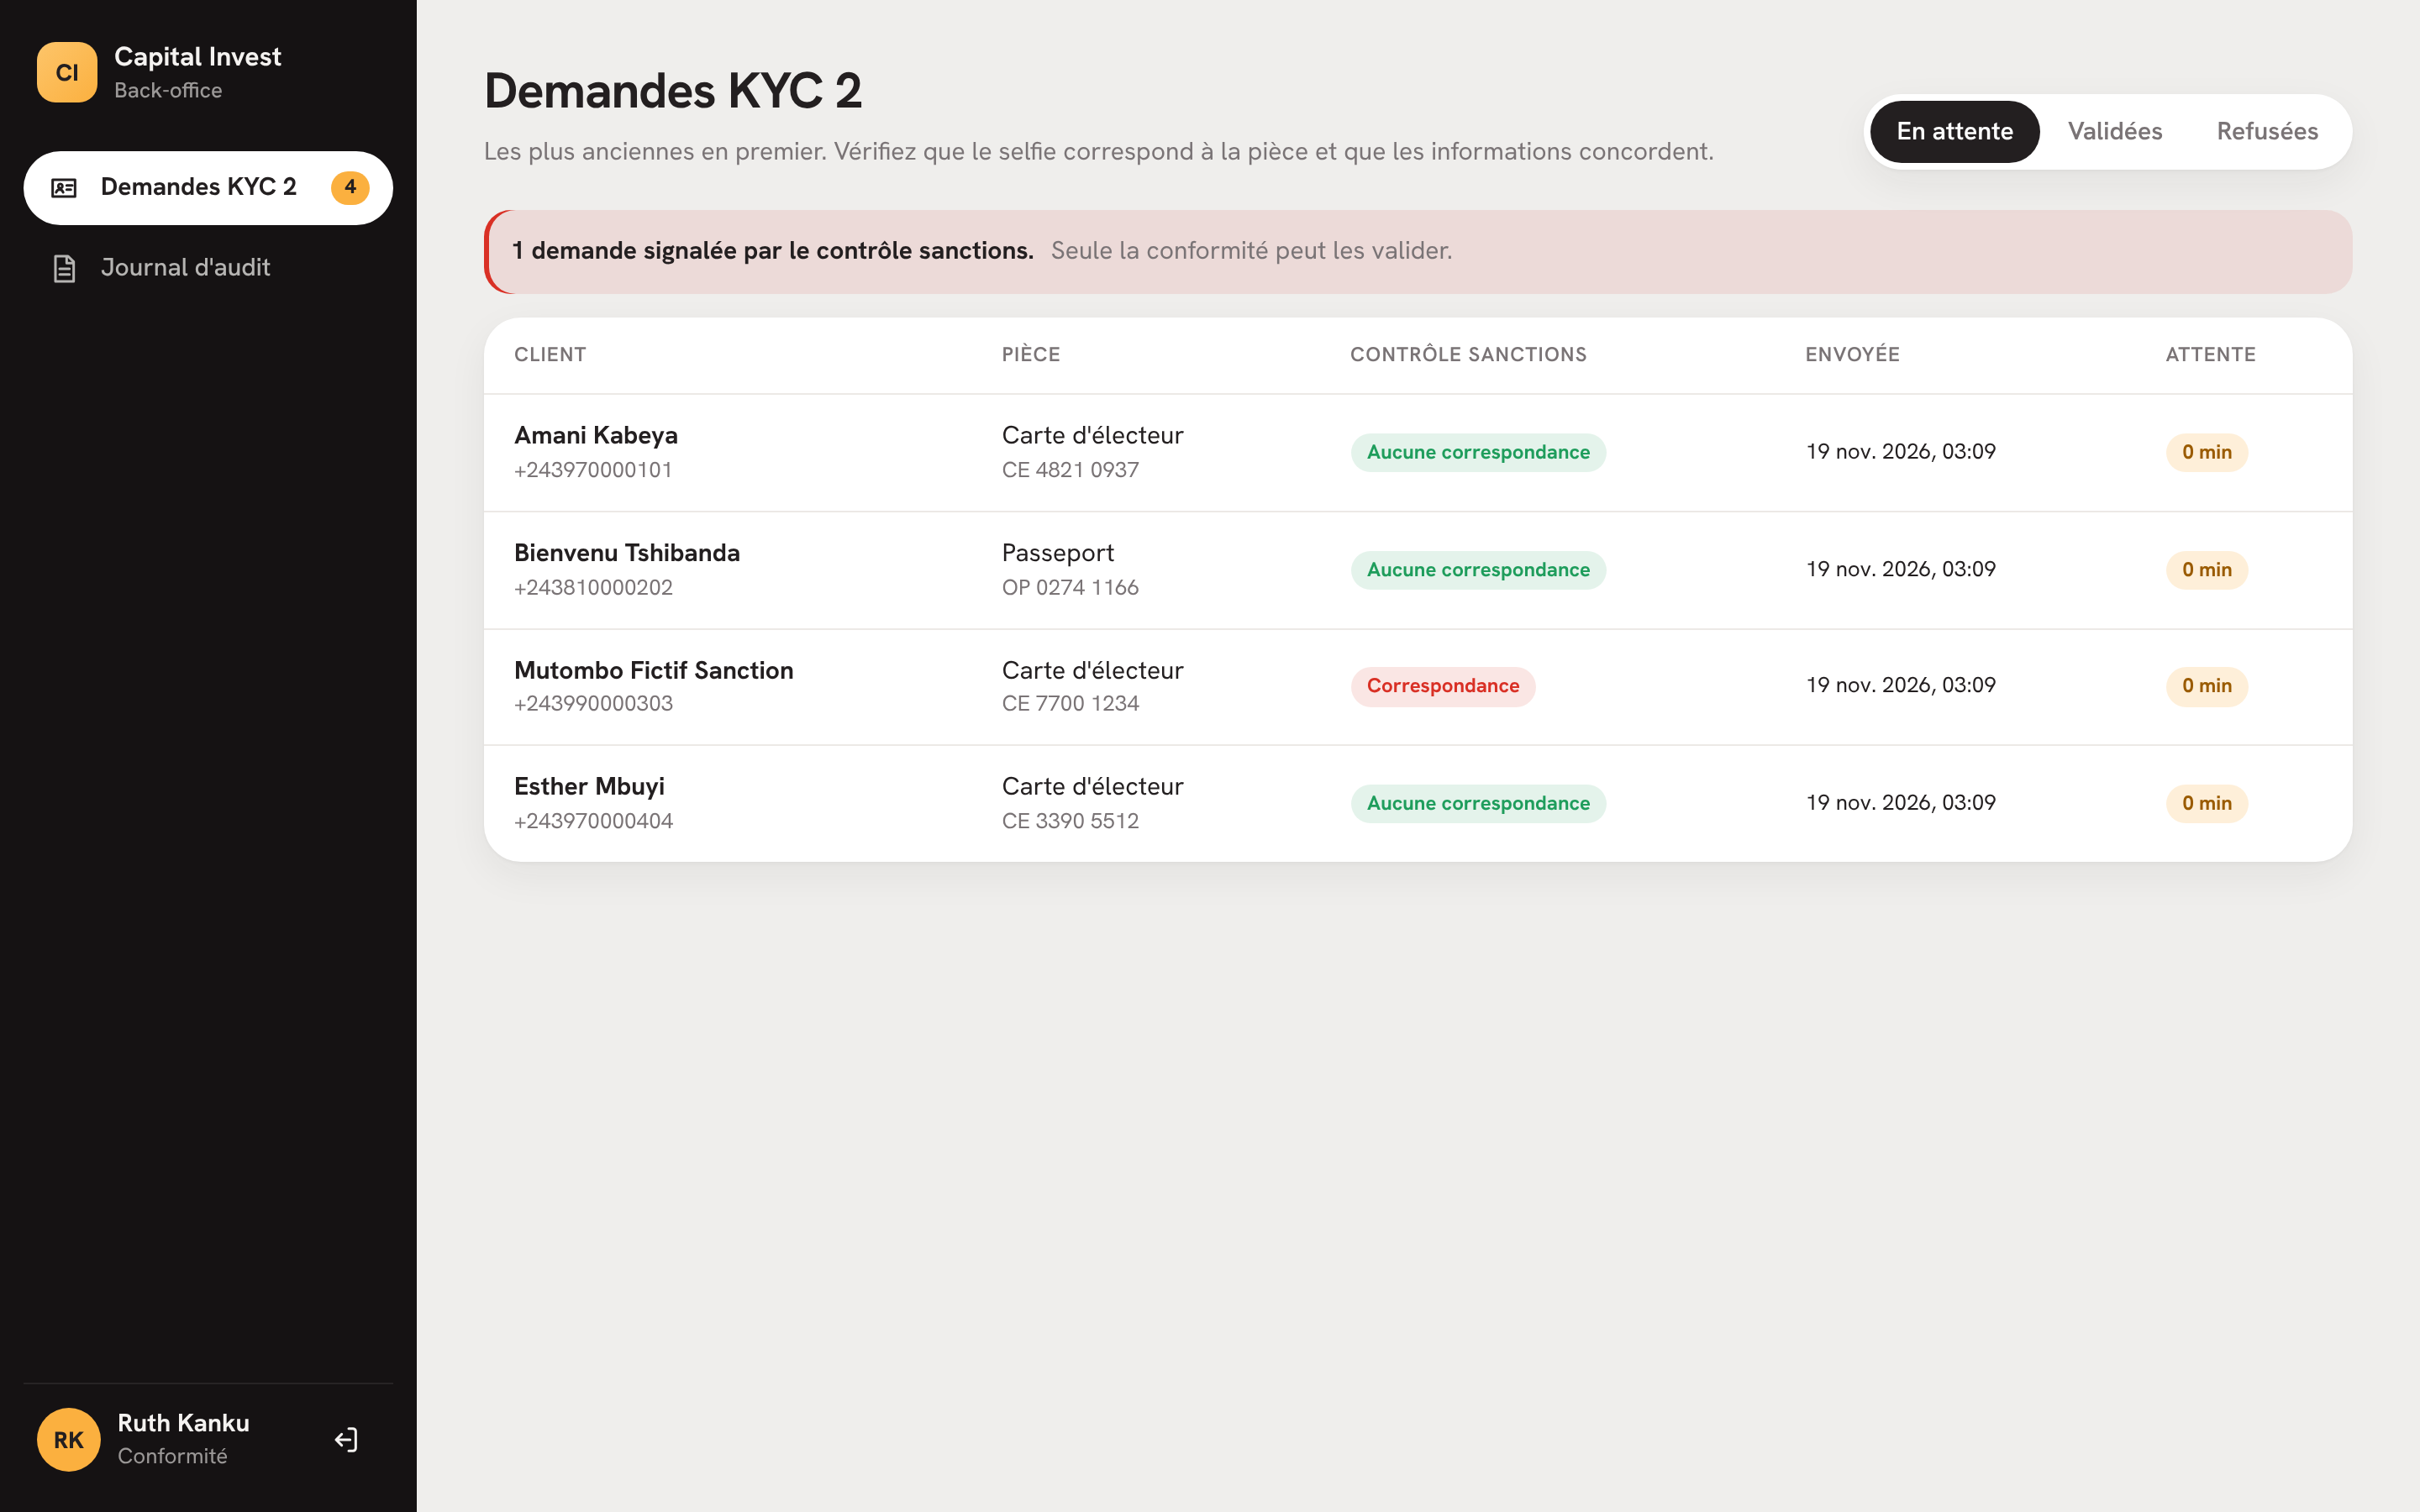 CI
Capital Invest
Back-office
Demandes KYC 2
4
Journal d'audit
RK
Ruth Kanku
Conformité
Demandes KYC 2
Les plus anciennes en premier. Vérifiez que le selfie correspond à la pièce et que les informations concordent.
En attente Validées Refusées
1 demande signalée par le contrôle sanctions. Seule la conformité peut les valider.
CLIENT PIÈCE CONTRÔLE SANCTIONS ENVOYÉE ATTENTE
Amani Kabeya Carte d'électeur
Aucune correspondance 19 nov. 2026, 03:09 0 min
+243970000101 CE 4821 0937
Bienvenu Tshibanda Passeport
Aucune correspondance 19 nov. 2026, 03:09 0 min
+243810000202 OP 0274 1166
Mutombo Fictif Sanction Carte d'électeur
Correspondance 19 nov. 2026, 03:09 0 min
+243990000303 CE 7700 1234
Esther Mbuyi Carte d'électeur
Aucune correspondance 19 nov. 2026, 03:09 0 min
+243970000404 CE 3390 5512